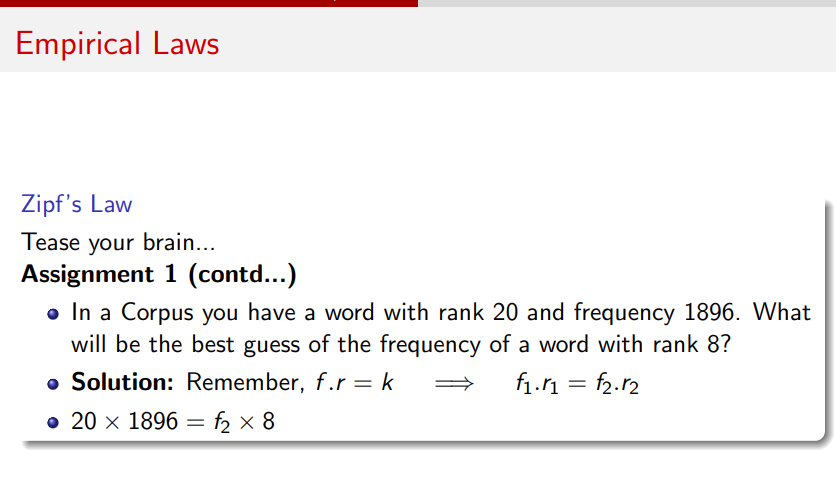 Empirical Laws
Zipf's Law
Tease your brain...
Assignment 1 (contd...)
In a Corpus you have a word with rank 20 and frequency 1896. What
will be the best guess of the frequency of a word with rank 8?
Solution: Remember, f.r = k ⟹ f₁.r₁ = f₂.r₂
20 × 1896 = f₂ × 8